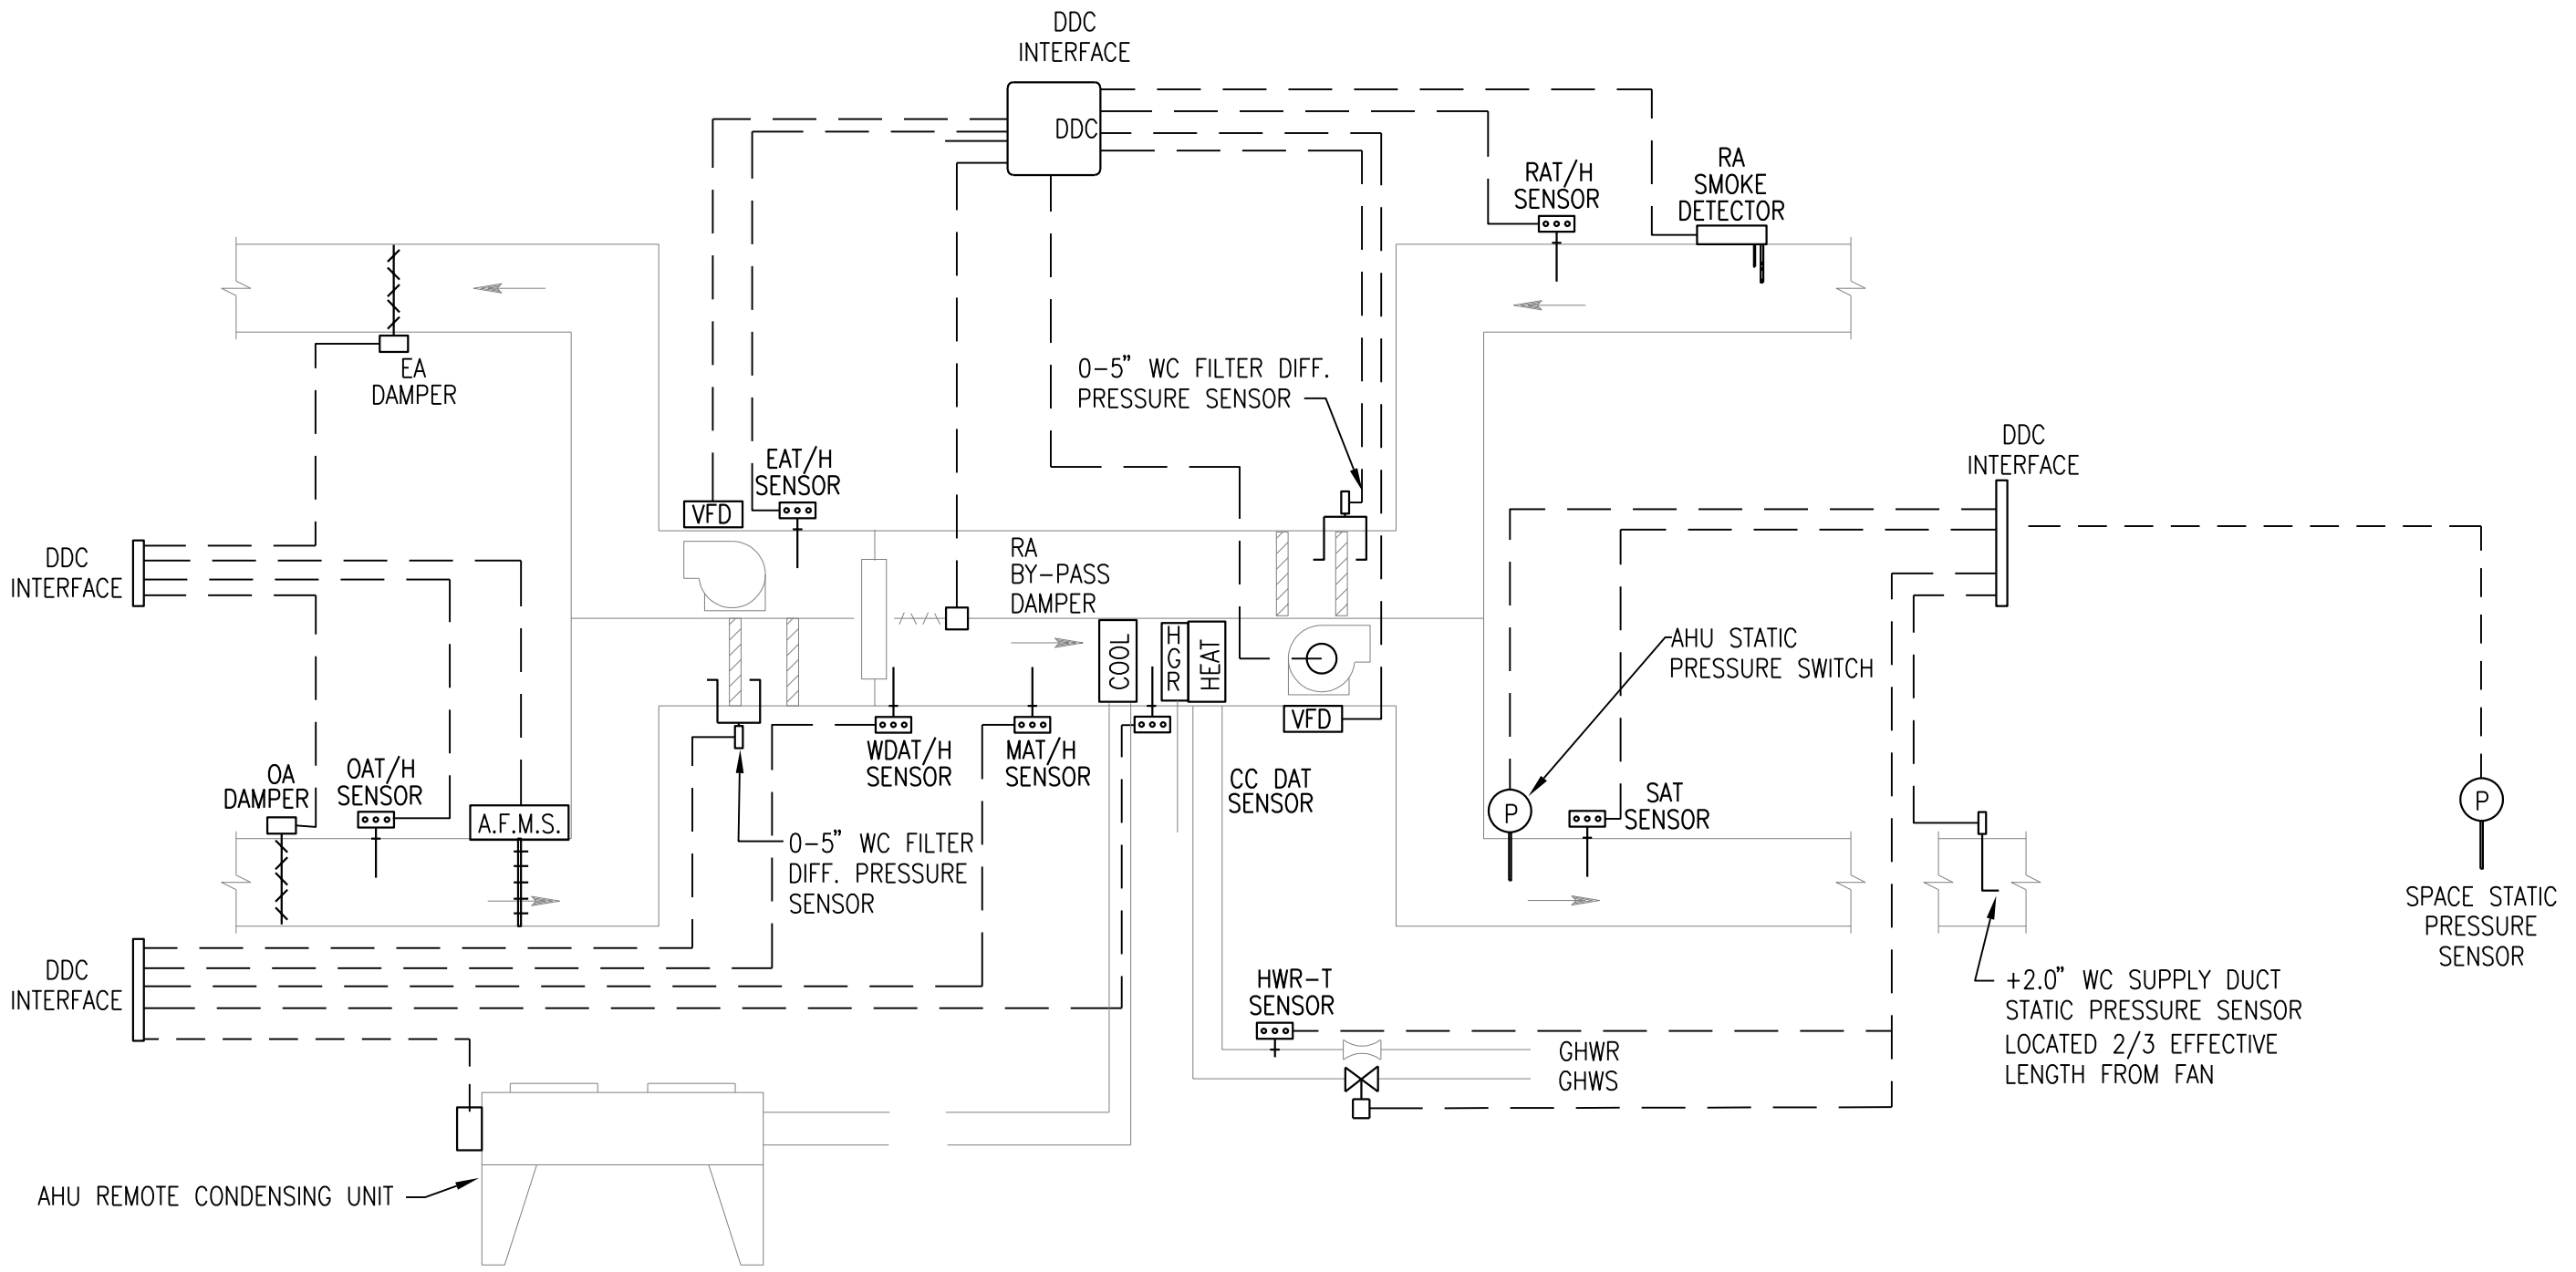 DDC
INTERFACE
DDC
RAT/H
SENSOR
RA
SMOKE
DETECTOR
EA
DAMPER
0-5" WC FILTER DIFF.
PRESSURE SENSOR
EAT/H
SENSOR
VFD
DDC
INTERFACE
DDC
INTERFACE
RA
BY-PASS
DAMPER
COOL
HGR
HEAT
AHU STATIC
PRESSURE SWITCH
VFD
WDAT/H
SENSOR
MAT/H
SENSOR
CC DAT
SENSOR
OA
DAMPER
OAT/H
SENSOR
A.F.M.S.
0-5" WC FILTER
DIFF. PRESSURE
SENSOR
P
SAT
SENSOR
P
SPACE STATIC
PRESSURE
SENSOR
DDC
INTERFACE
HWR-T
SENSOR
+2.0" WC SUPPLY DUCT
STATIC PRESSURE SENSOR
LOCATED 2/3 EFFECTIVE
LENGTH FROM FAN
GHWR
GHWS
AHU REMOTE CONDENSING UNIT